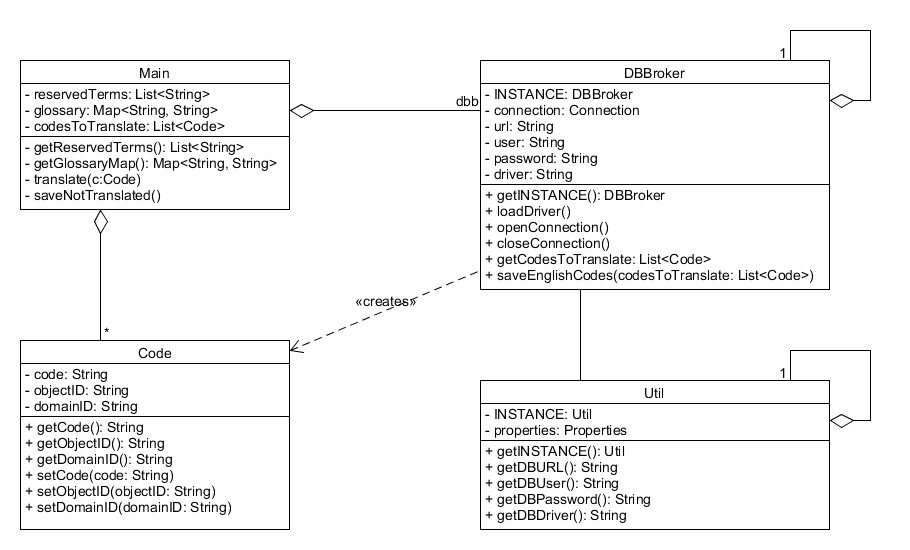 Main
- reservedTerms: List<String>
- glossary: Map<String, String>
- codesToTranslate: List<Code>
- getReservedTerms(): List<String>
- getGlossaryMap(): Map<String, String>
- translate(c:Code)
- saveNotTranslated()
dbb
1
DBBroker
- INSTANCE: DBBroker
- connection: Connection
- url: String
- user: String
- password: String
- driver: String
+ getINSTANCE(): DBBroker
+ loadDriver()
+ openConnection()
+ closeConnection()
+ getCodesToTranslate: List<Code>
+ saveEnglishCodes(codesToTranslate: List<Code>)
«creates»
*
Code
- code: String
- objectID: String
- domainID: String
+ getCode(): String
+ getObjectID(): String
+ getDomainID(): String
+ setCode(code: String)
+ setObjectID(objectID: String)
+ setDomainID(domainID: String)
1
Util
- INSTANCE: Util
- properties: Properties
+ getINSTANCE(): Util
+ getDBURL(): String
+ getDBUser(): String
+ getDBPassword(): String
+ getDBDriver(): String